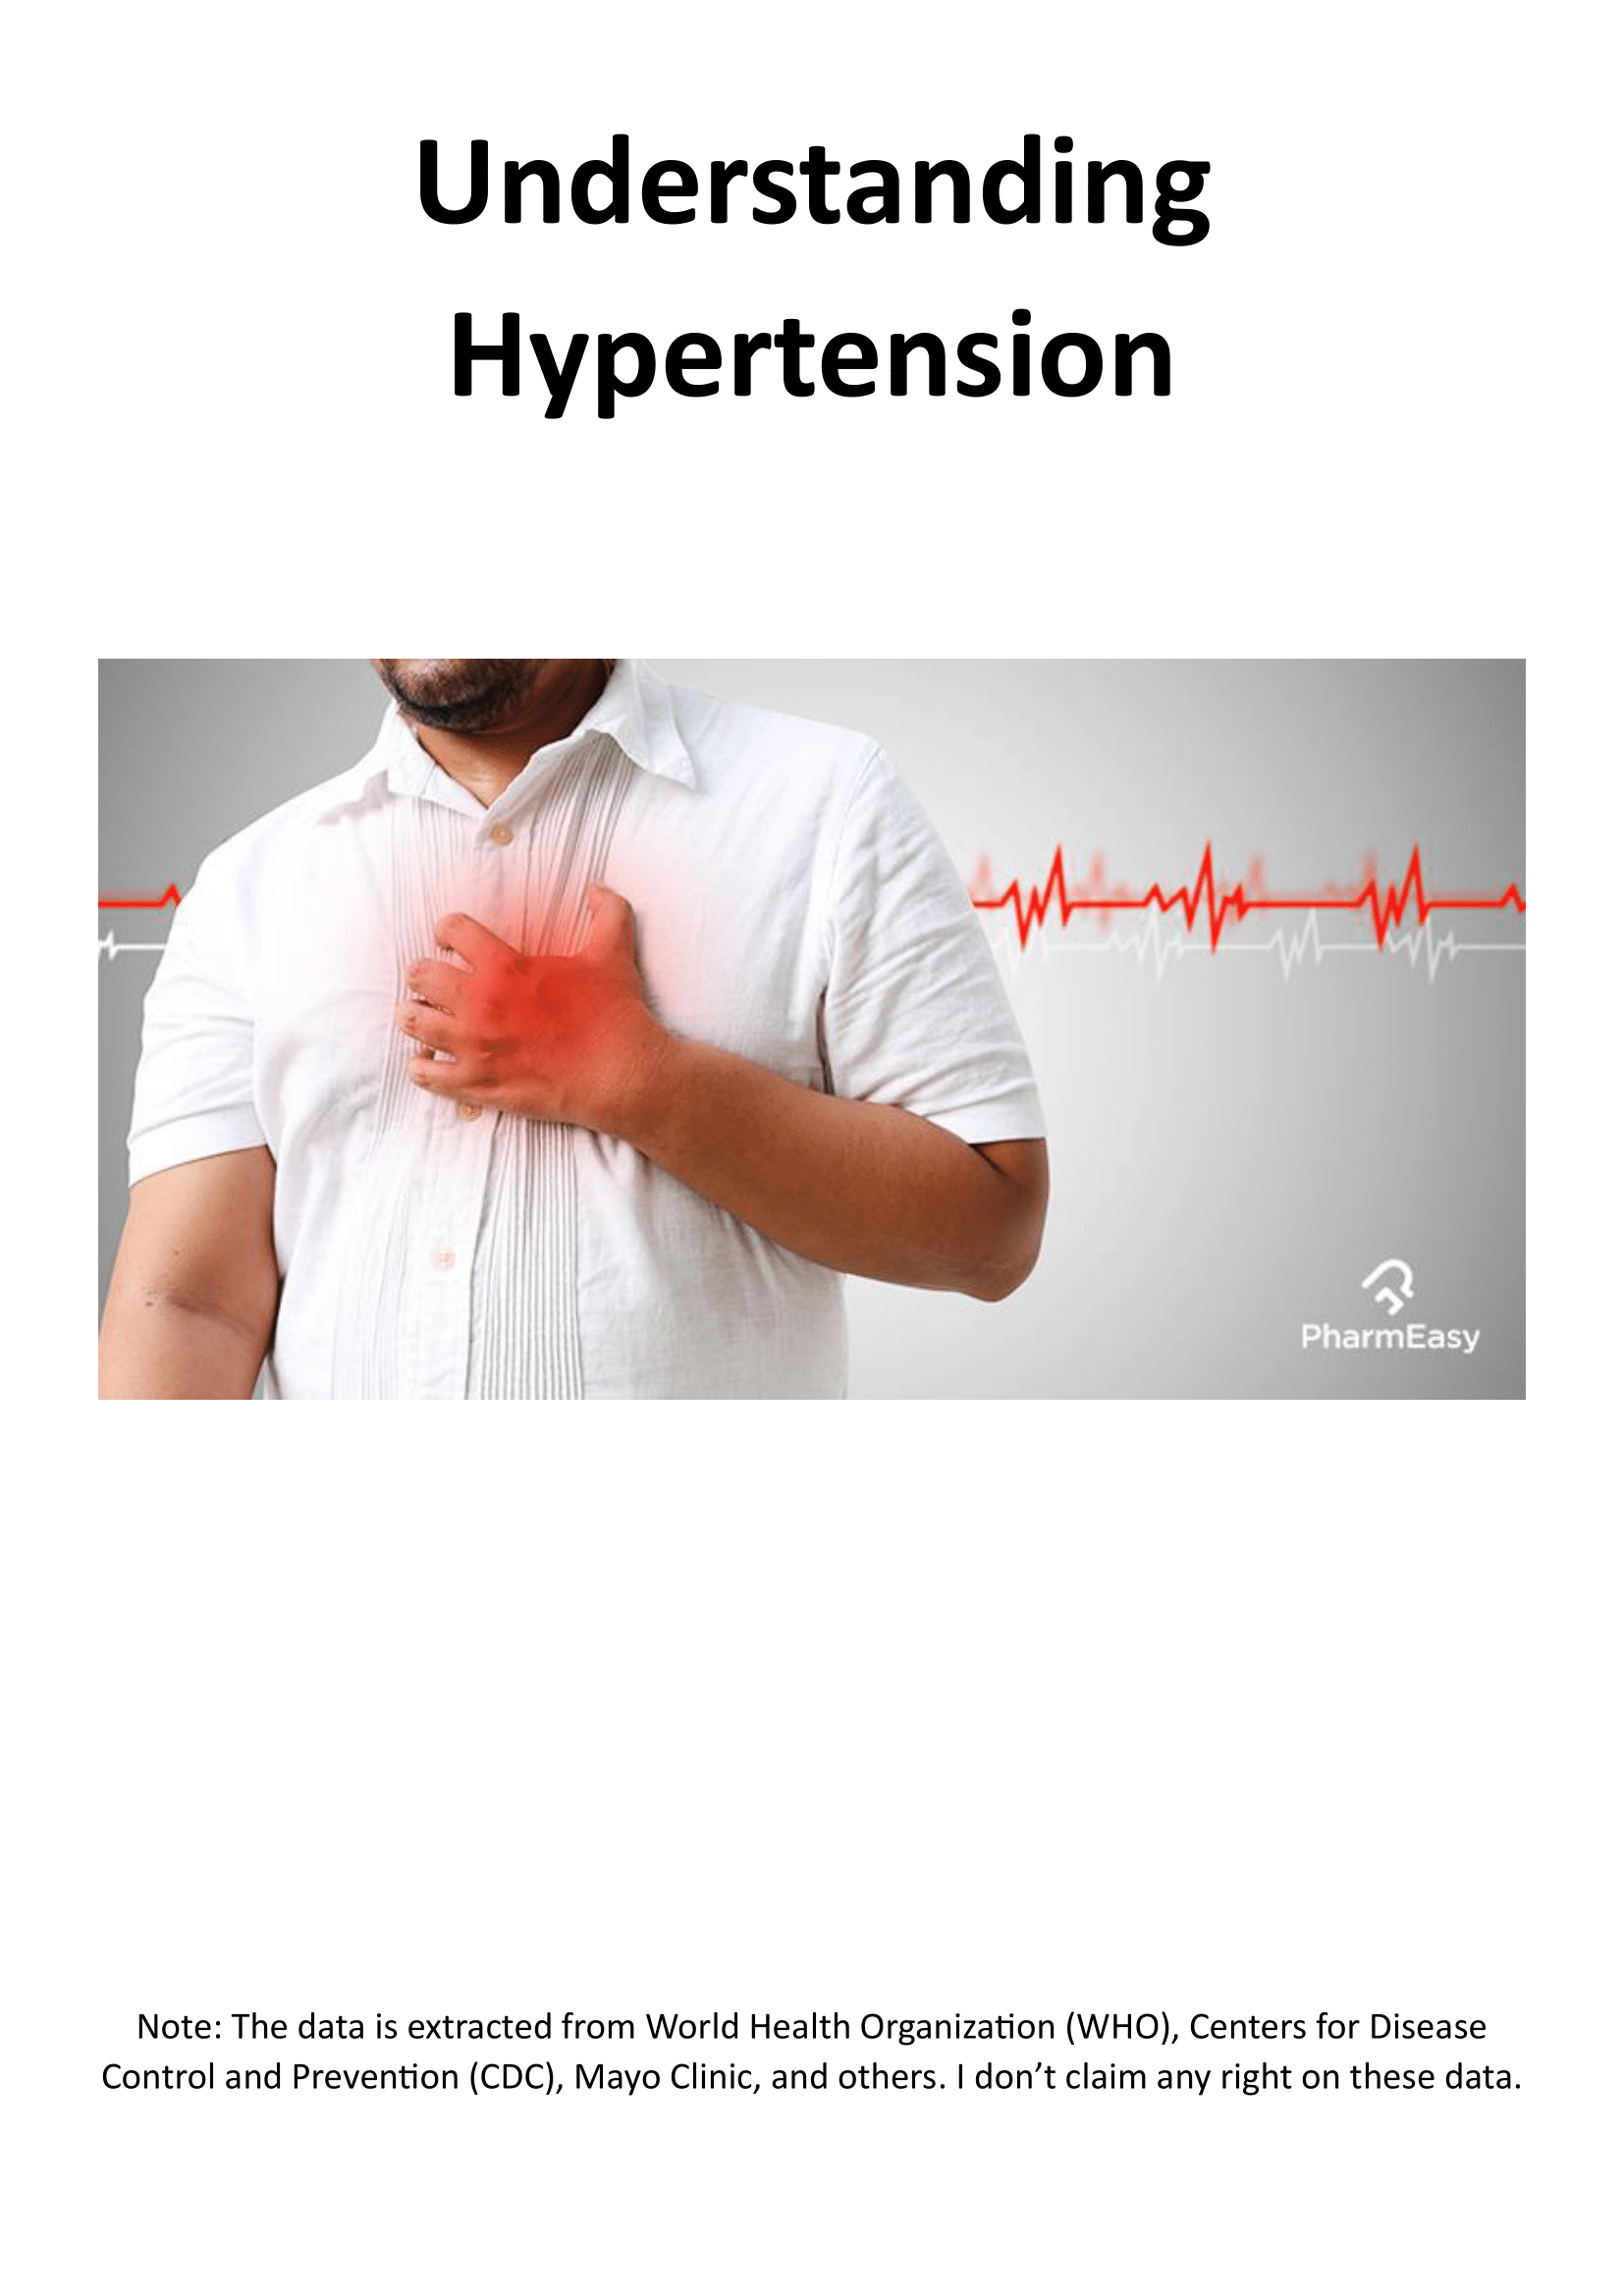 Understanding
Hypertension
PharmEasy
Note: The data is extracted from World Health Organization (WHO), Centers for Disease
Control and Prevention (CDC), Mayo Clinic, and others. I don’t claim any right on these data.